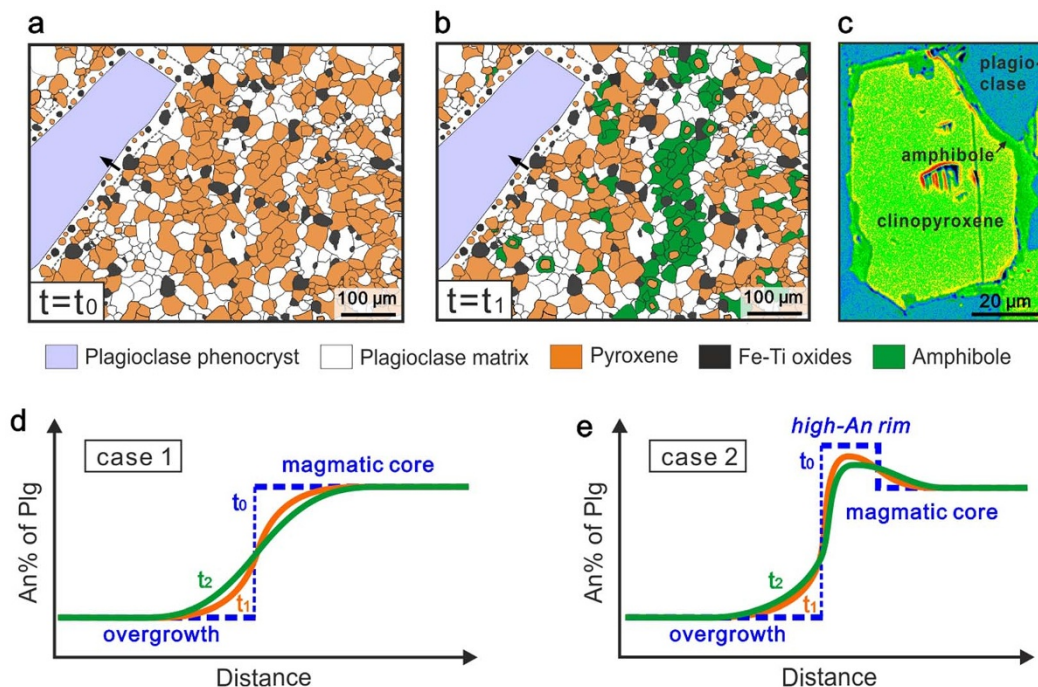 a
b
c
plagio-
clase
amphibole
clinopyroxene
t=t0
100 µm
t=t1
100 µm
20 µm
Plagioclase phenocryst
Plagioclase matrix
Pyroxene
Fe-Ti oxides
Amphibole
d
case 1
magmatic core
t0
t2
t1
overgrowth
An% of Plg
Distance
e
case 2
high-An rim
t0
magmatic core
t2
t1
overgrowth
An% of Plg
Distance